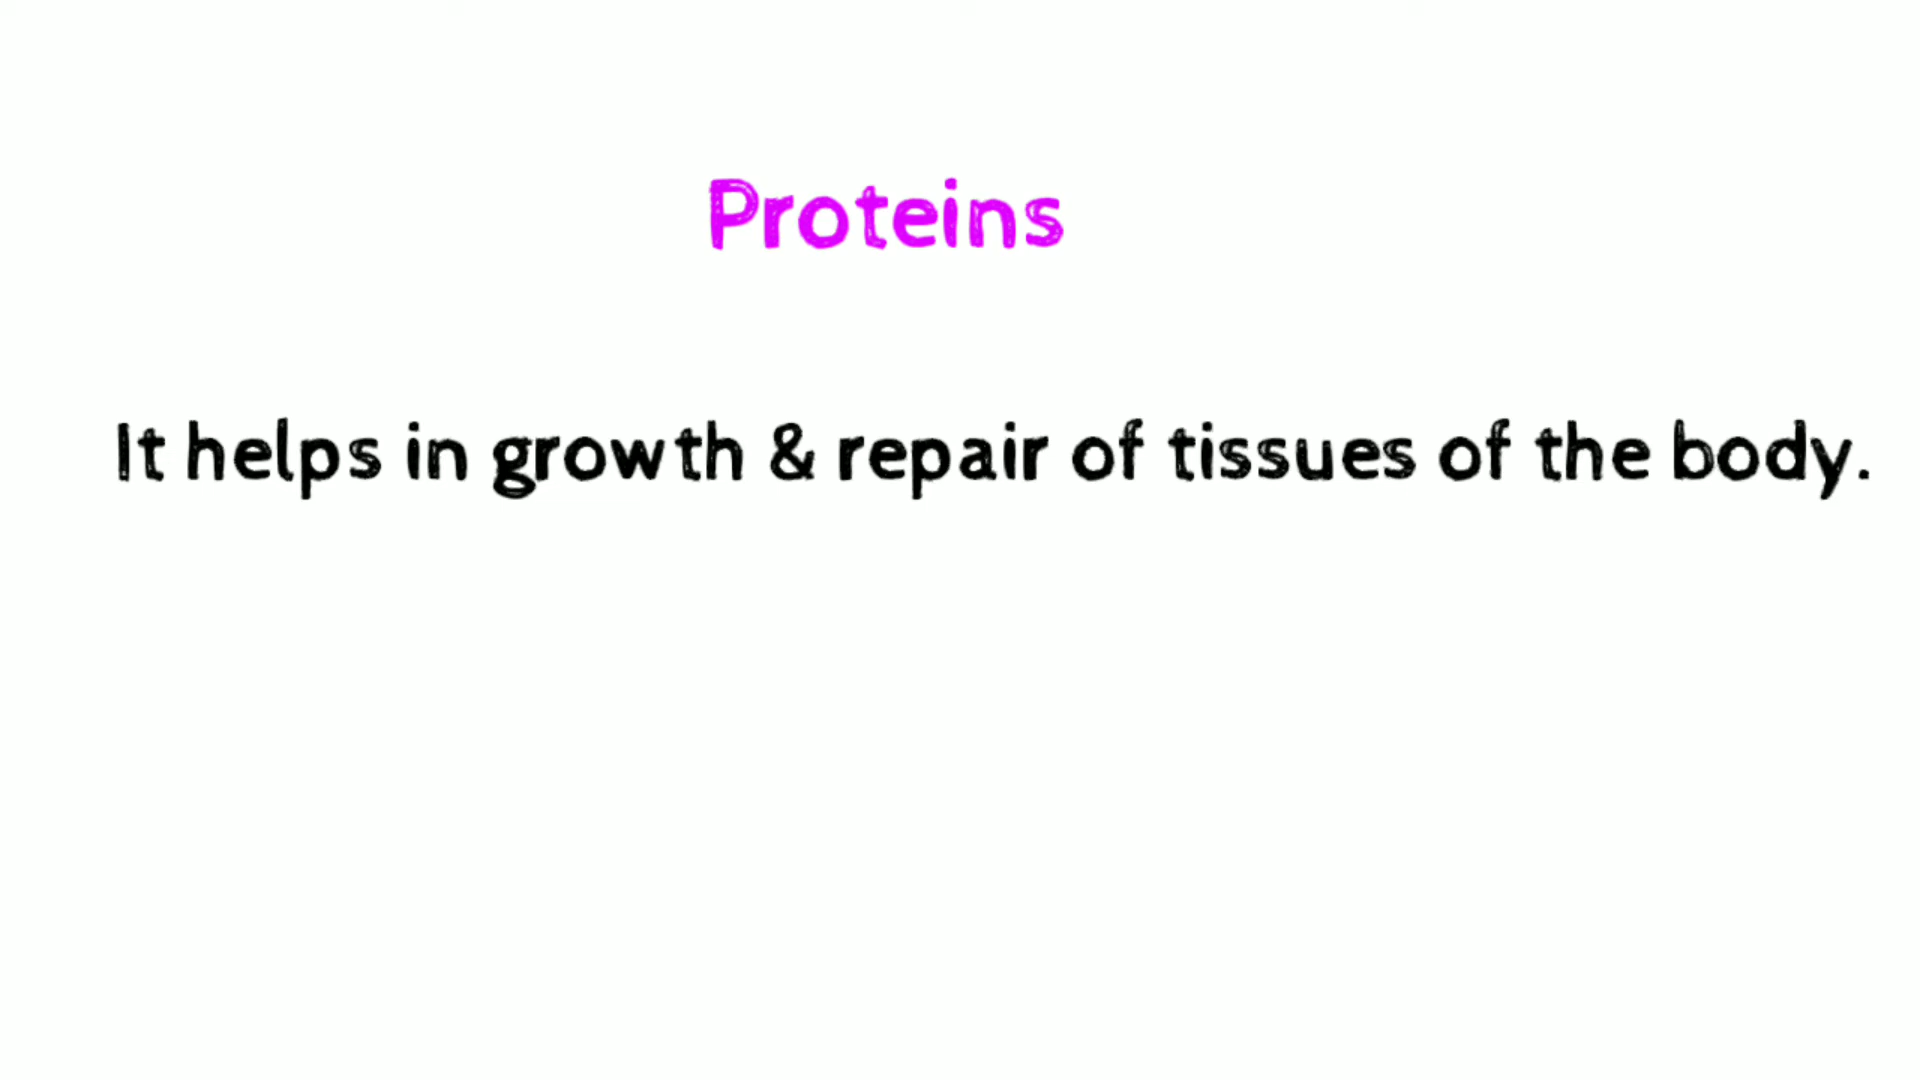 Proteins
It helps in growth & repair of tissues of the body.